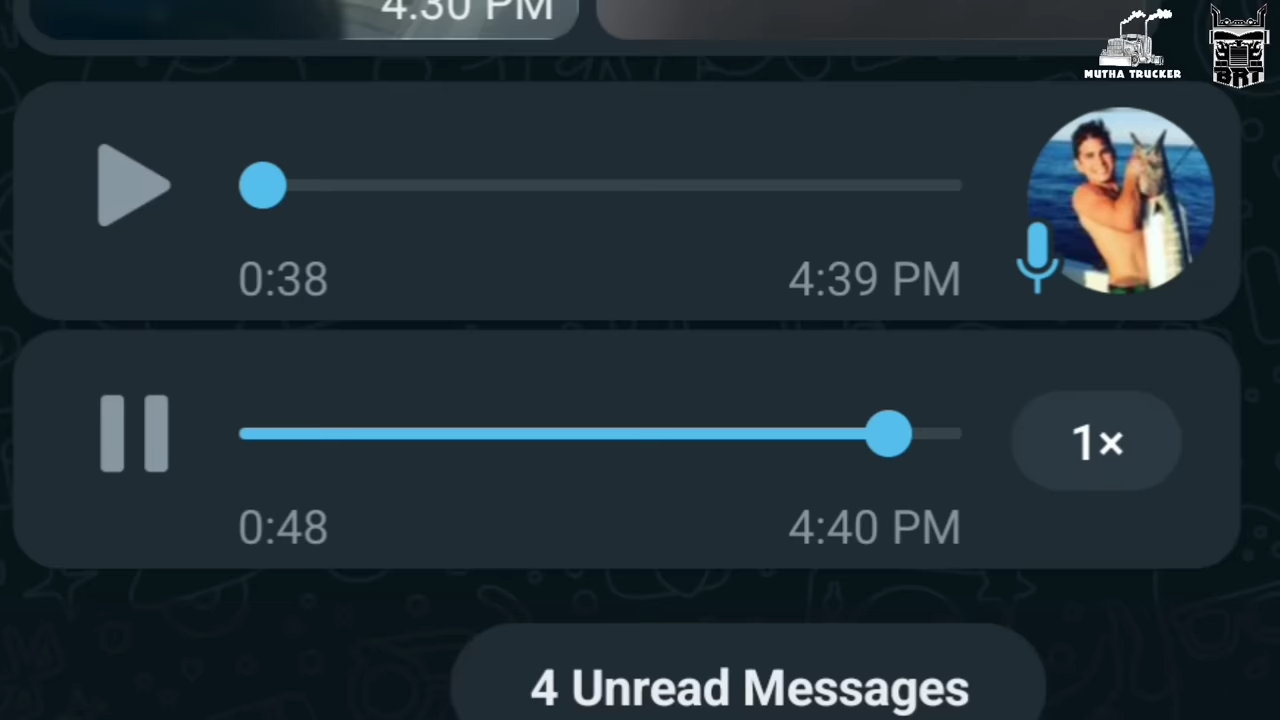 4:30 PM
MUTHA TRUCKER
BRT
0:38
4:39 PM
1×
0:48
4:40 PM
4 Unread Messages